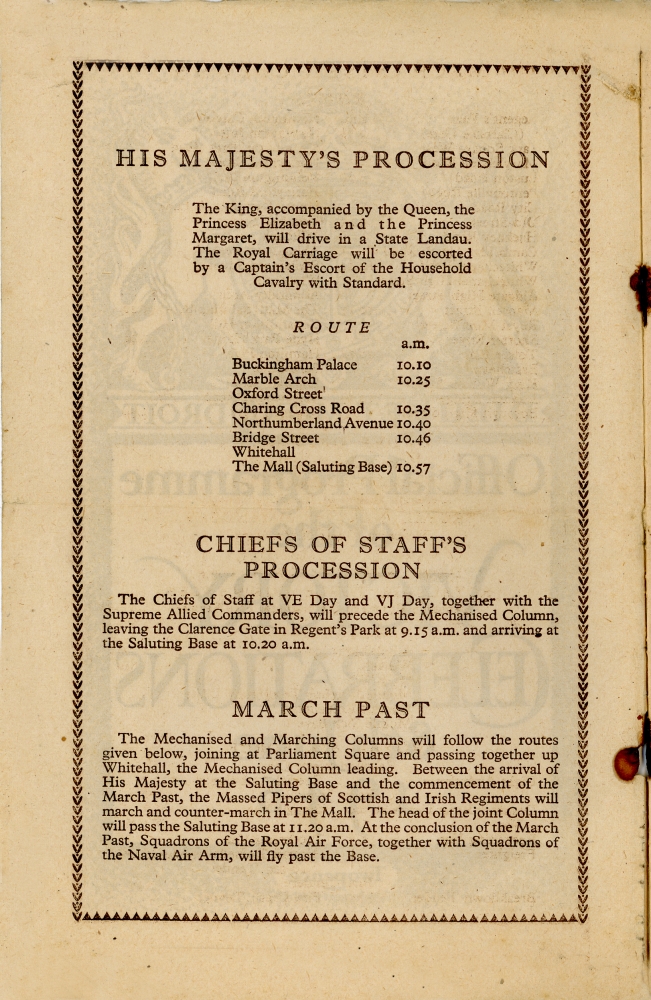 HIS MAJESTY'S PROCESSION
The King, accompanied by the Queen, the
Princess Elizabeth and the Princess
Margaret, will drive in a State Landau.
The Royal Carriage will be escorted
by a Captain's Escort of the Household
Cavalry with Standard.
ROUTE
a.m.
Buckingham Palace 10.10
Marble Arch 10.25
Oxford Street
Charing Cross Road 10.35
Northumberland Avenue 10.40
Bridge Street 10.46
Whitehall
The Mall (Saluting Base) 10.57
CHIEFS OF STAFF'S
PROCESSION
The Chiefs of Staff at VE Day and VJ Day, together with the
Supreme Allied Commanders, will precede the Mechanised Column,
leaving the Clarence Gate in Regent's Park at 9.15 a.m. and arriving at
the Saluting Base at 10.20 a.m.
MARCH PAST
The Mechanised and Marching Columns will follow the routes
given below, joining at Parliament Square and passing together up
Whitehall, the Mechanised Column leading. Between the arrival of
His Majesty at the Saluting Base and the commencement of the
March Past, the Massed Pipers of Scottish and Irish Regiments will
march and counter-march in The Mall. The head of the joint Column
will pass the Saluting Base at 11.20 a.m. At the conclusion of the March
Past, Squadrons of the Royal Air Force, together with Squadrons of
the Naval Air Arm, will fly past the Base.